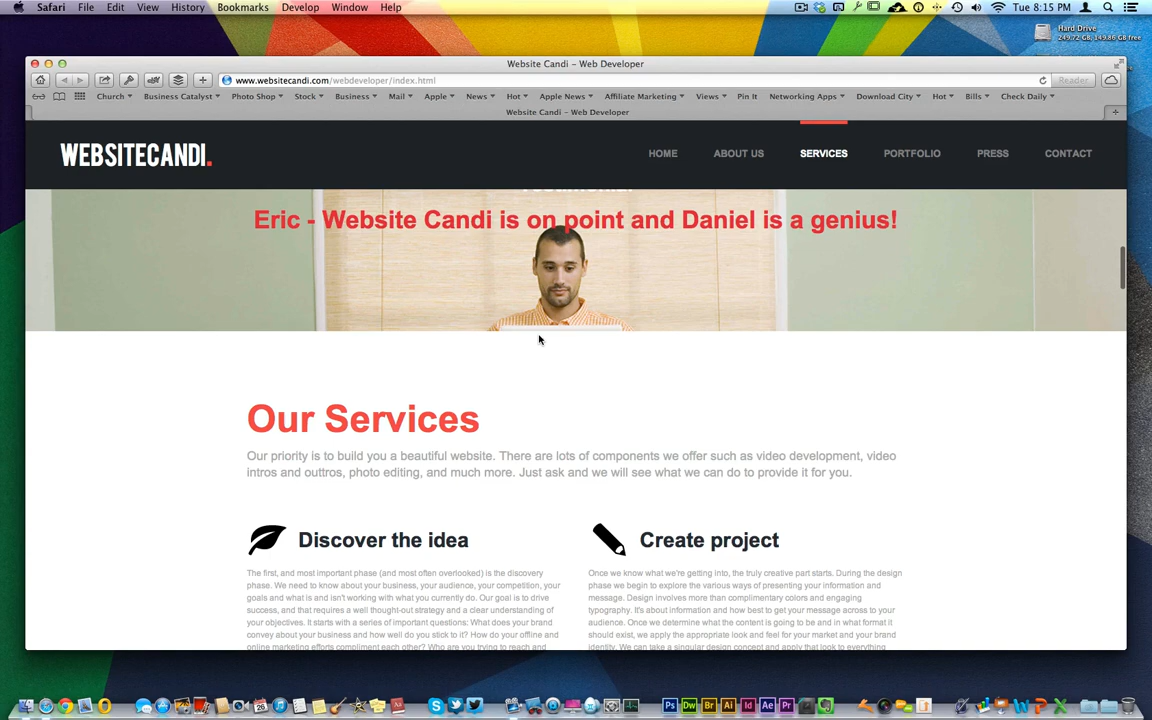 Safari File Edit View History Bookmarks Develop Window Help Tue 8:15 PM
Hard Drive
249.72 GB, 149.86 GB free
Website Candi – Web Developer
www.websitecandi.com/webdeveloper/index.html Reader
Church Business Catalyst Photo Shop Stock Business Mail Apple News Hot Apple News Affiliate Marketing Views Pin It Networking Apps Download City Hot Bills Check Daily
Website Candi – Web Developer
WEBSITECANDI. HOME ABOUT US SERVICES PORTFOLIO PRESS CONTACT
Eric - Website Candi is on point and Daniel is a genius!
Our Services
Our priority is to build you a beautiful website. There are lots of components we offer such as video development, video
intros and outtros, photo editing, and much more. Just ask and we will see what we can do to provide it for you.
Discover the idea
The first, and most important phase (and most often overlooked) is the discovery
phase. We need to know about your business, your audience, your competition, your
goals and what is and isn't working with what you currently do. Our goal is to drive
success, and that requires a well thought-out strategy and a clear understanding of
your objectives. It starts with a series of important questions: What does your brand
convey about your business and how well do you stick to it? How do your offline and
online marketing efforts compliment each other? Who are you trying to reach and
Create project
Once we know what we're getting into, the truly creative part starts. During the design
phase we begin to explore the various ways of presenting your information and
message. Design involves more than complimentary colors and engaging
typography. It's about information and how best to get your message across to your
audience. Once we determine what the content is going to be and in what format it
should exist, we apply the appropriate look and feel for your market and your brand
identity. We can take a singular design concept and apply that look to everything
Ps Dw Br Ai Id Ae Pr